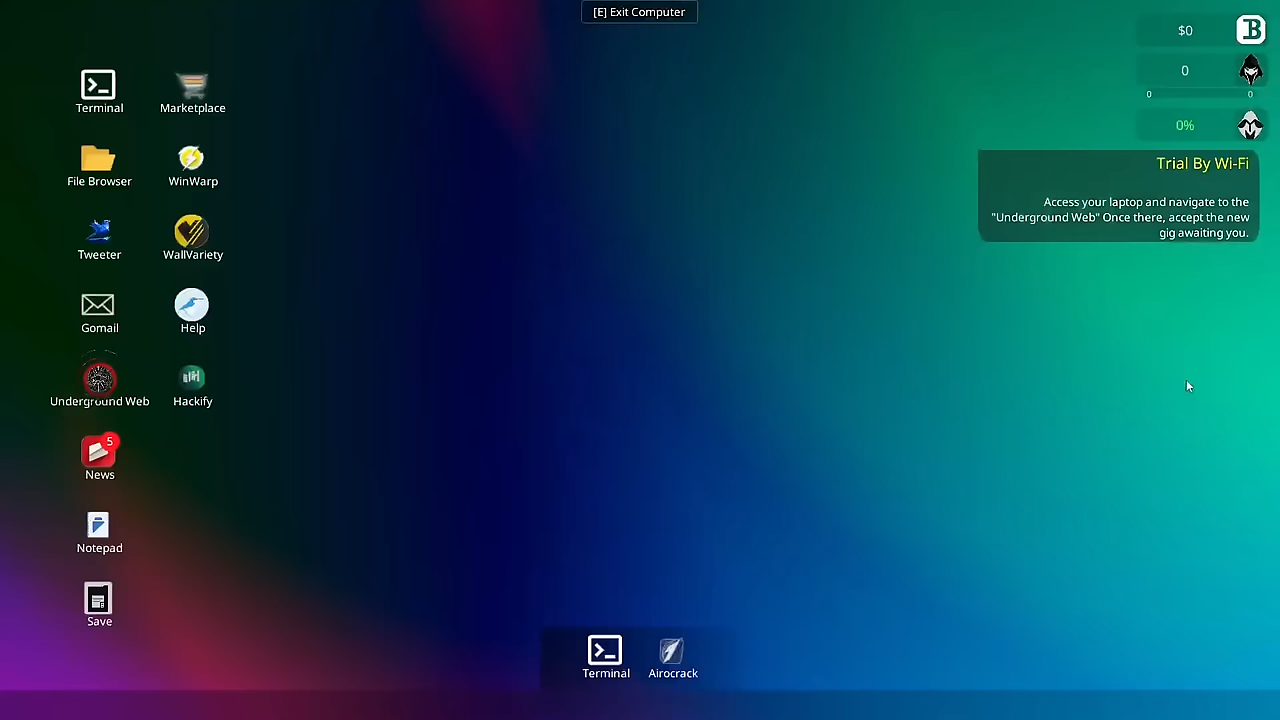 [E] Exit Computer
$0
B
0
0 0
0%
Trial By Wi-Fi
Access your laptop and navigate to the
"Underground Web" Once there, accept the new
gig awaiting you.
Terminal
Marketplace
File Browser
WinWarp
Tweeter
WallVariety
Gomail
Help
Underground Web
Hackify
5
News
Notepad
Save
Terminal
Airocrack